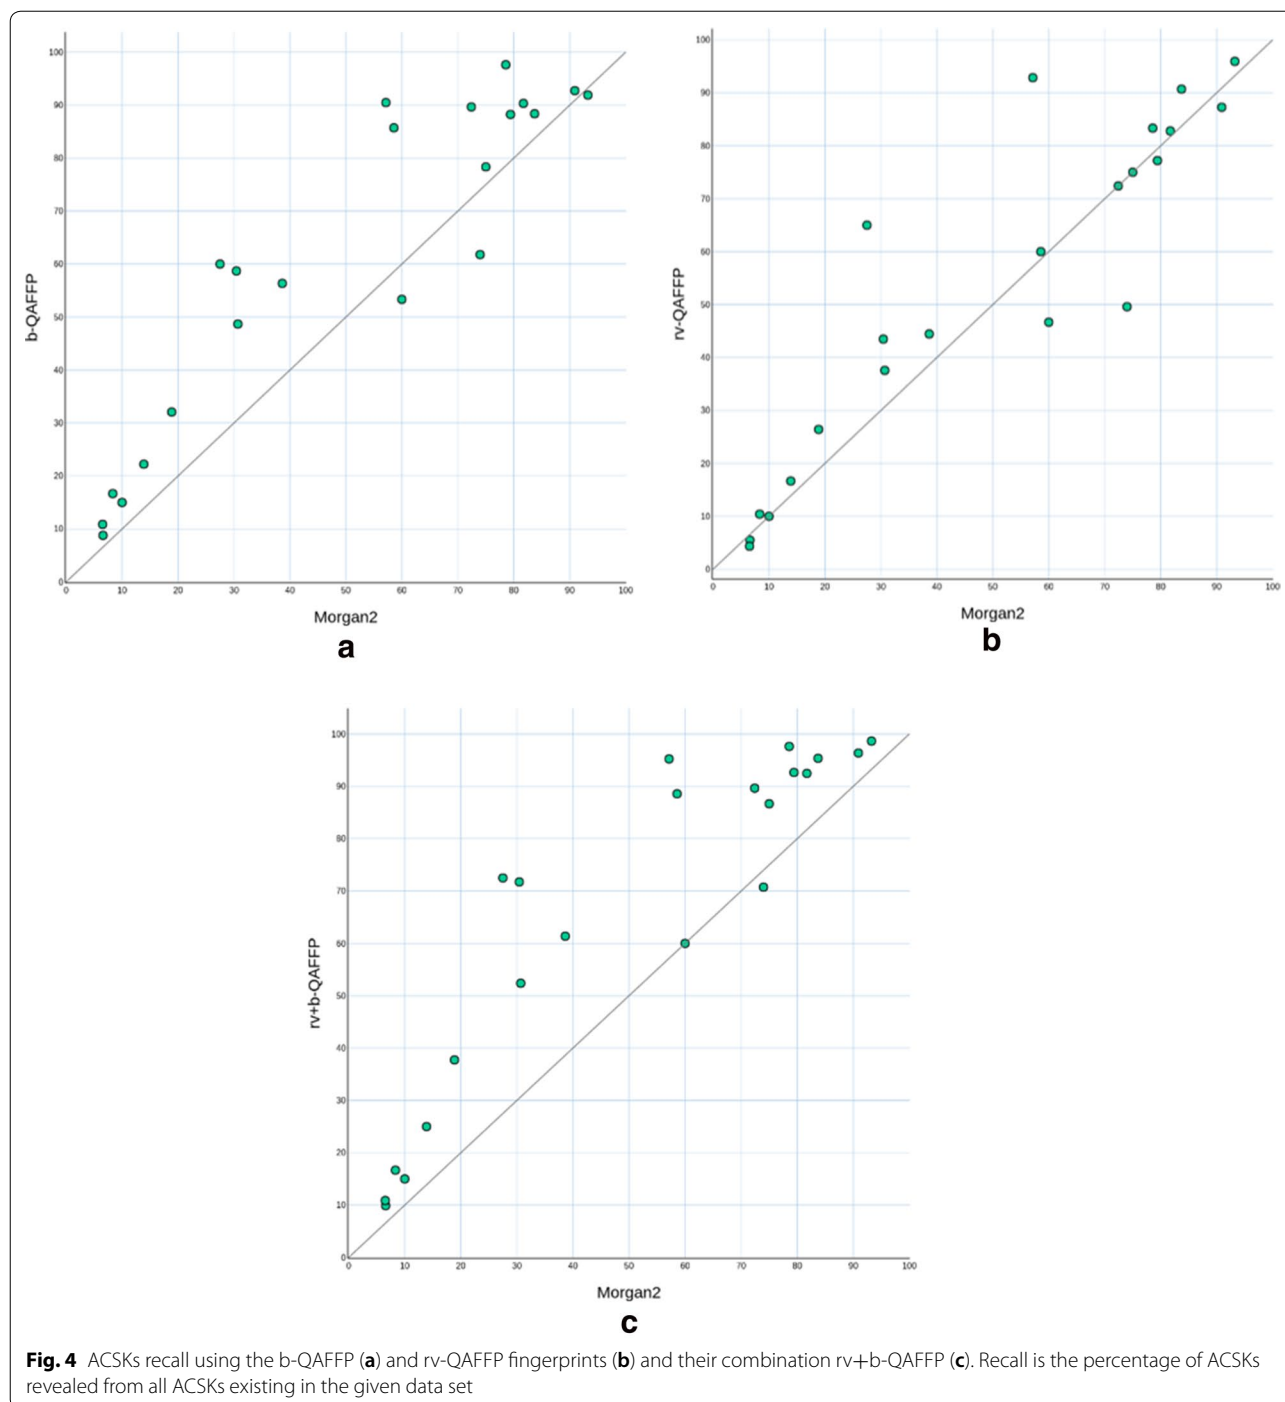 100
90
80
70
60
50
40
30
20
10
0
b-QAFFP
0 10 20 30 40 50 60 70 80 90 100
Morgan2
a
100
90
80
70
60
50
40
30
20
10
0
rv-QAFFP
0 10 20 30 40 50 60 70 80 90 100
Morgan2
b
100
90
80
70
60
50
40
30
20
10
0
rv+b-QAFFP
0 10 20 30 40 50 60 70 80 90 100
Morgan2
c
Fig. 4 ACSKs recall using the b-QAFFP (a) and rv-QAFFP fingerprints (b) and their combination rv+b-QAFFP (c). Recall is the percentage of ACSKs
revealed from all ACSKs existing in the given data set